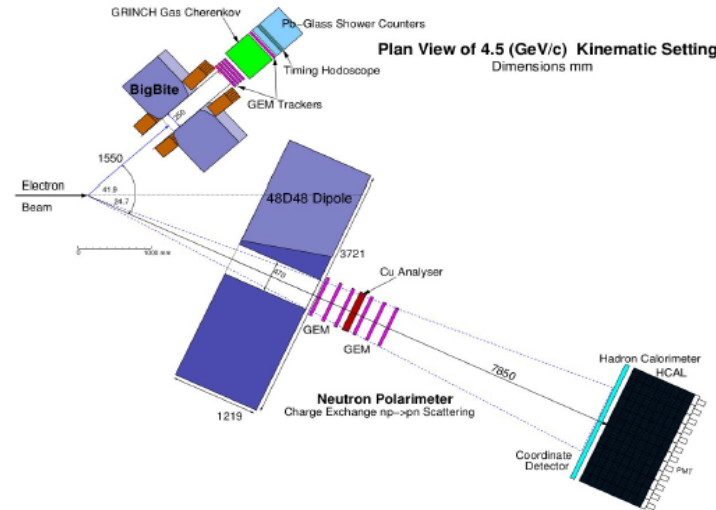 GRINCH Gas Cherenkov
Pb-Glass Shower Counters
Plan View of 4.5 (GeV/c) Kinematic Setting
Dimensions mm
Timing Hodoscope
BigBite
GEM Trackers
250
1550
Electron
Beam
41.9
24.7
48D48 Dipole
0
1000 mm
3721
470
Cu Analyser
GEM
GEM
7850
Hadron Calorimeter
HCAL
1219
Neutron Polarimeter
Charge Exchange np->pn Scattering
Coordinate
Detector
PMT